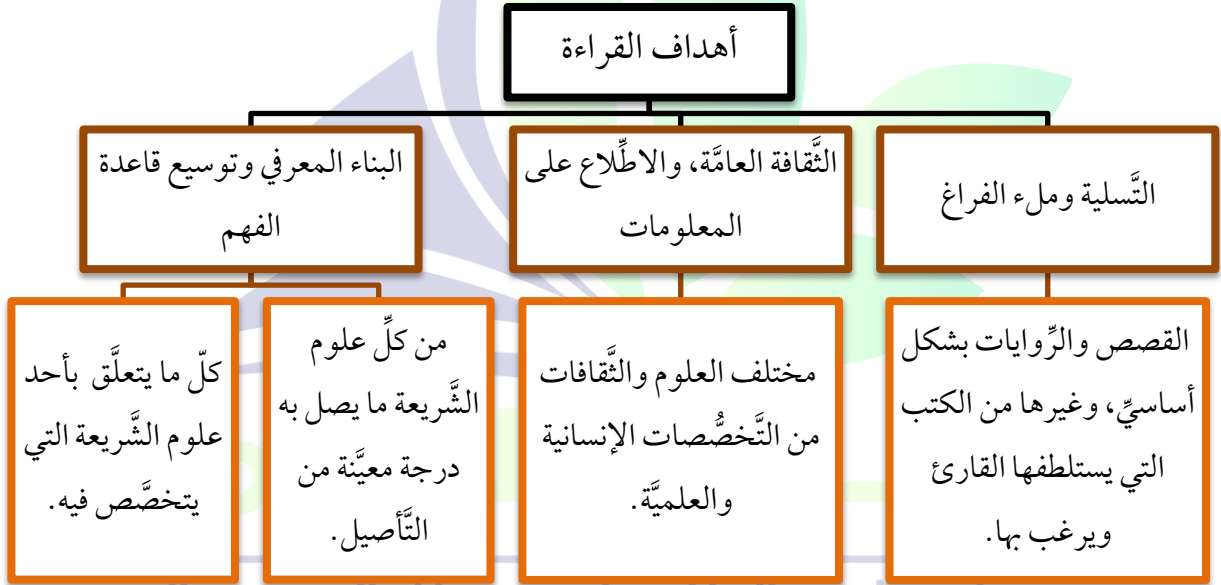 أهداف القراءة
التَّسلية وملء الفراغ
الثَّقافة العامَّة، والاطِّلاع على
المعلومات
البناء المعرفي وتوسيع قاعدة
الفهم
القصص والرِّوايات بشكل
أساسيٍّ، وغيرها من الكتب
التي يستلطفها القارئ
ويرغب بها.
مختلف العلوم والثَّقافات
من التَّخصُّصات الإنسانية
والعلميَّة.
من كلِّ علوم
الشَّريعة ما يصل به
درجة معيَّنة من
التَّأصيل.
كلّ ما يتعلَّق بأحد
علوم الشَّريعة التي
يتخصَّص فيه.